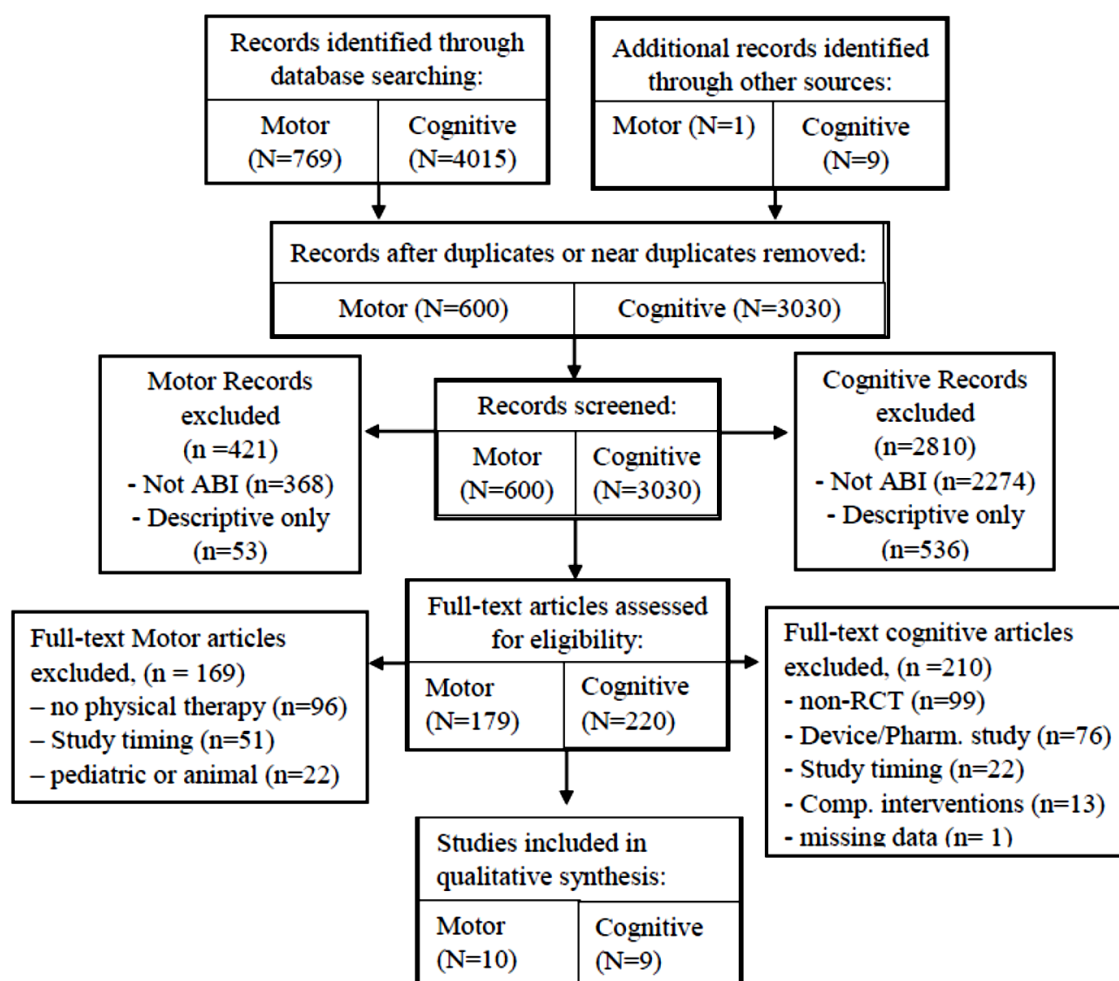 Records identified through
database searching:
Motor
(N=769)
Cognitive
(N=4015)
Additional records identified
through other sources:
Motor (N=1)
Cognitive
(N=9)
Records after duplicates or near duplicates removed:
Motor (N=600)
Cognitive (N=3030)
Motor Records
excluded
(n =421)
- Not ABI (n=368)
- Descriptive only
(n=53)
Records screened:
Motor
(N=600)
Cognitive
(N=3030)
Cognitive Records
excluded
(n=2810)
- Not ABI (n=2274)
- Descriptive only
(n=536)
Full-text Motor articles
excluded, (n = 169)
– no physical therapy (n=96)
– Study timing (n=51)
– pediatric or animal (n=22)
Full-text articles assessed
for eligibility:
Motor
(N=179)
Cognitive
(N=220)
Full-text cognitive articles
excluded, (n =210)
- non-RCT (n=99)
- Device/Pharm. study (n=76)
- Study timing (n=22)
- Comp. interventions (n=13)
- missing data (n= 1)
Studies included in
qualitative synthesis:
Motor
(N=10)
Cognitive
(N=9)